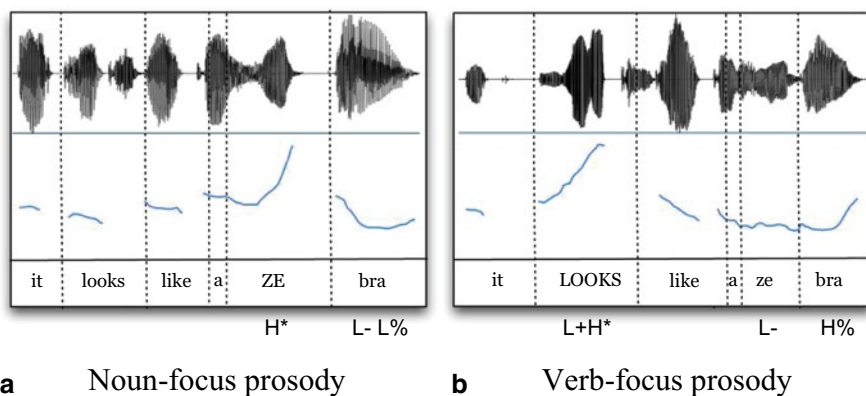 it looks like a ZE bra
H* L- L%
a Noun-focus prosody
it LOOKS like a ze bra
L+H* L- H%
b Verb-focus prosody